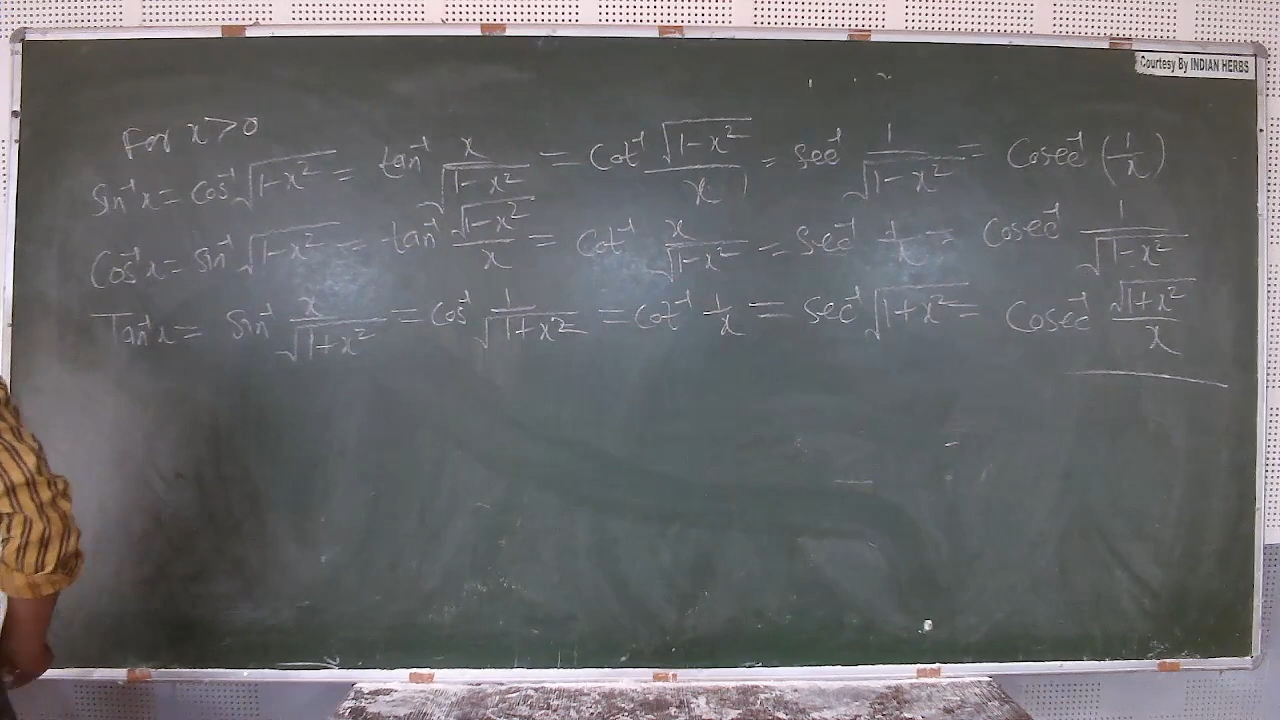 Courtesy By INDIAN HERBS
For x > 0
sin⁻¹ x = cos⁻¹ √(1-x²) = tan⁻¹ x/√(1-x²) = cot⁻¹ √(1-x²)/x = sec⁻¹ 1/√(1-x²) = cosec⁻¹ (1/x)
cos⁻¹ x = sin⁻¹ √(1-x²) = tan⁻¹ √(1-x²)/x = cot⁻¹ x/√(1-x²) = sec⁻¹ 1/x = cosec⁻¹ 1/√(1-x²)
Tan⁻¹ x = sin⁻¹ x/√(1+x²) = cos⁻¹ 1/√(1+x²) = cot⁻¹ 1/x = sec⁻¹ √(1+x²) = cosec⁻¹ √(1+x²)/x